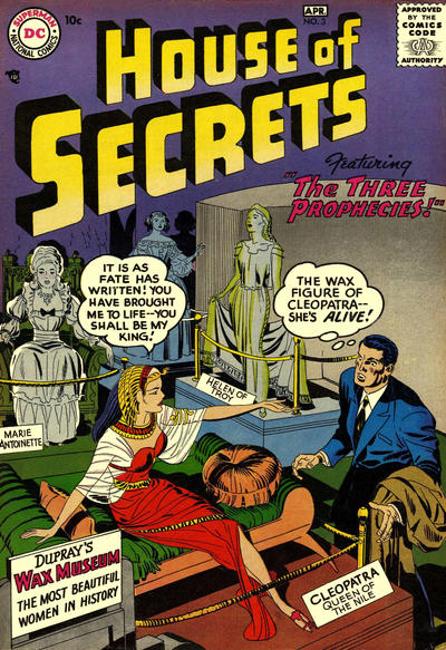 SUPERMAN
DC
NATIONAL COMICS
10c
APR.
NO. 3
APPROVED
BY THE
COMICS
CODE
CA
AUTHORITY
HOUSE of
SECRETS
Featuring
"The THREE
PROPHECIES!"
IT IS AS
FATE HAS
WRITTEN! YOU
HAVE BROUGHT
ME TO LIFE--YOU
SHALL BE MY
KING!
THE WAX
FIGURE OF
CLEOPATRA--
SHE'S ALIVE!
HELEN OF
TROY
MARIE
ANTOINETTE
DUPRAY'S
WAX MUSEUM
THE MOST BEAUTIFUL
WOMEN IN HISTORY
CLEOPATRA
QUEEN OF
THE NILE